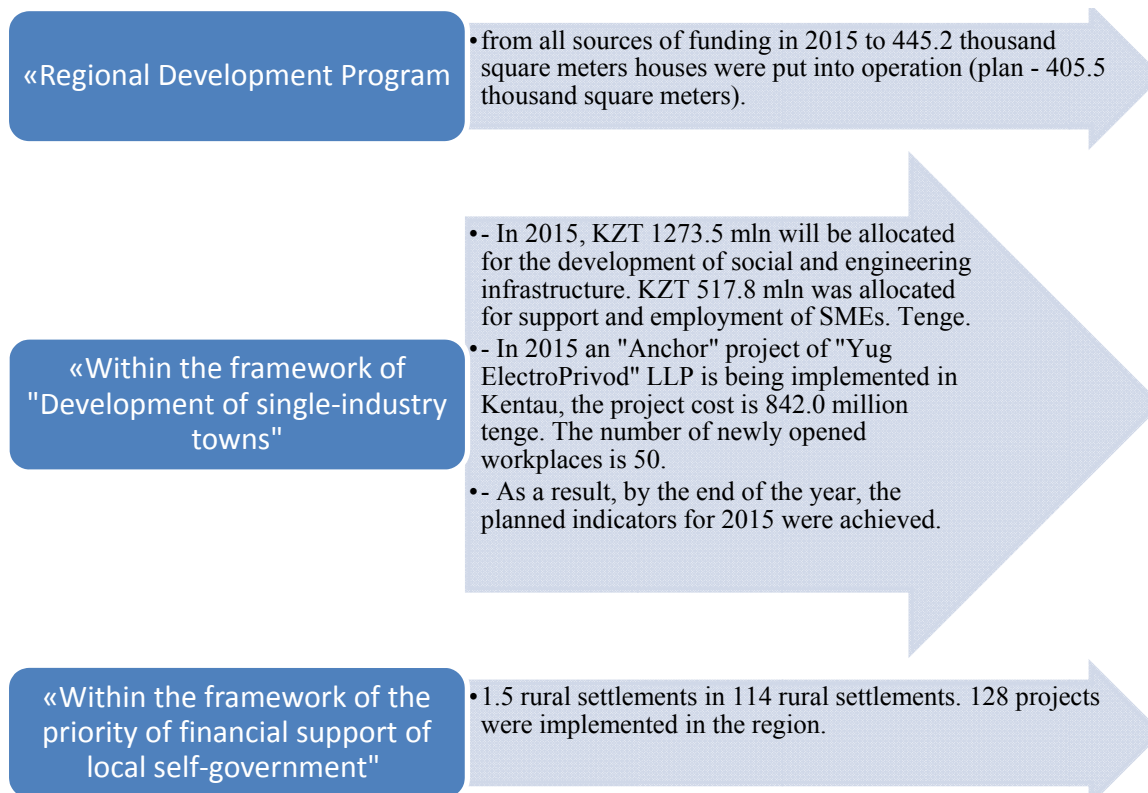 «Regional Development Program
•from all sources of funding in 2015 to 445.2 thousand
square meters houses were put into operation (plan - 405.5
thousand square meters).
«Within the framework of
"Development of single-industry
towns"
•- In 2015, KZT 1273.5 mln will be allocated
for the development of social and engineering
infrastructure. KZT 517.8 mln was allocated
for support and employment of SMEs. Tenge.
•- In 2015 an "Anchor" project of "Yug
ElectroPrivod" LLP is being implemented in
Kentau, the project cost is 842.0 million
tenge. The number of newly opened
workplaces is 50.
•- As a result, by the end of the year, the
planned indicators for 2015 were achieved.
«Within the framework of the
priority of financial support of
local self-government"
•1.5 rural settlements in 114 rural settlements. 128 projects
were implemented in the region.